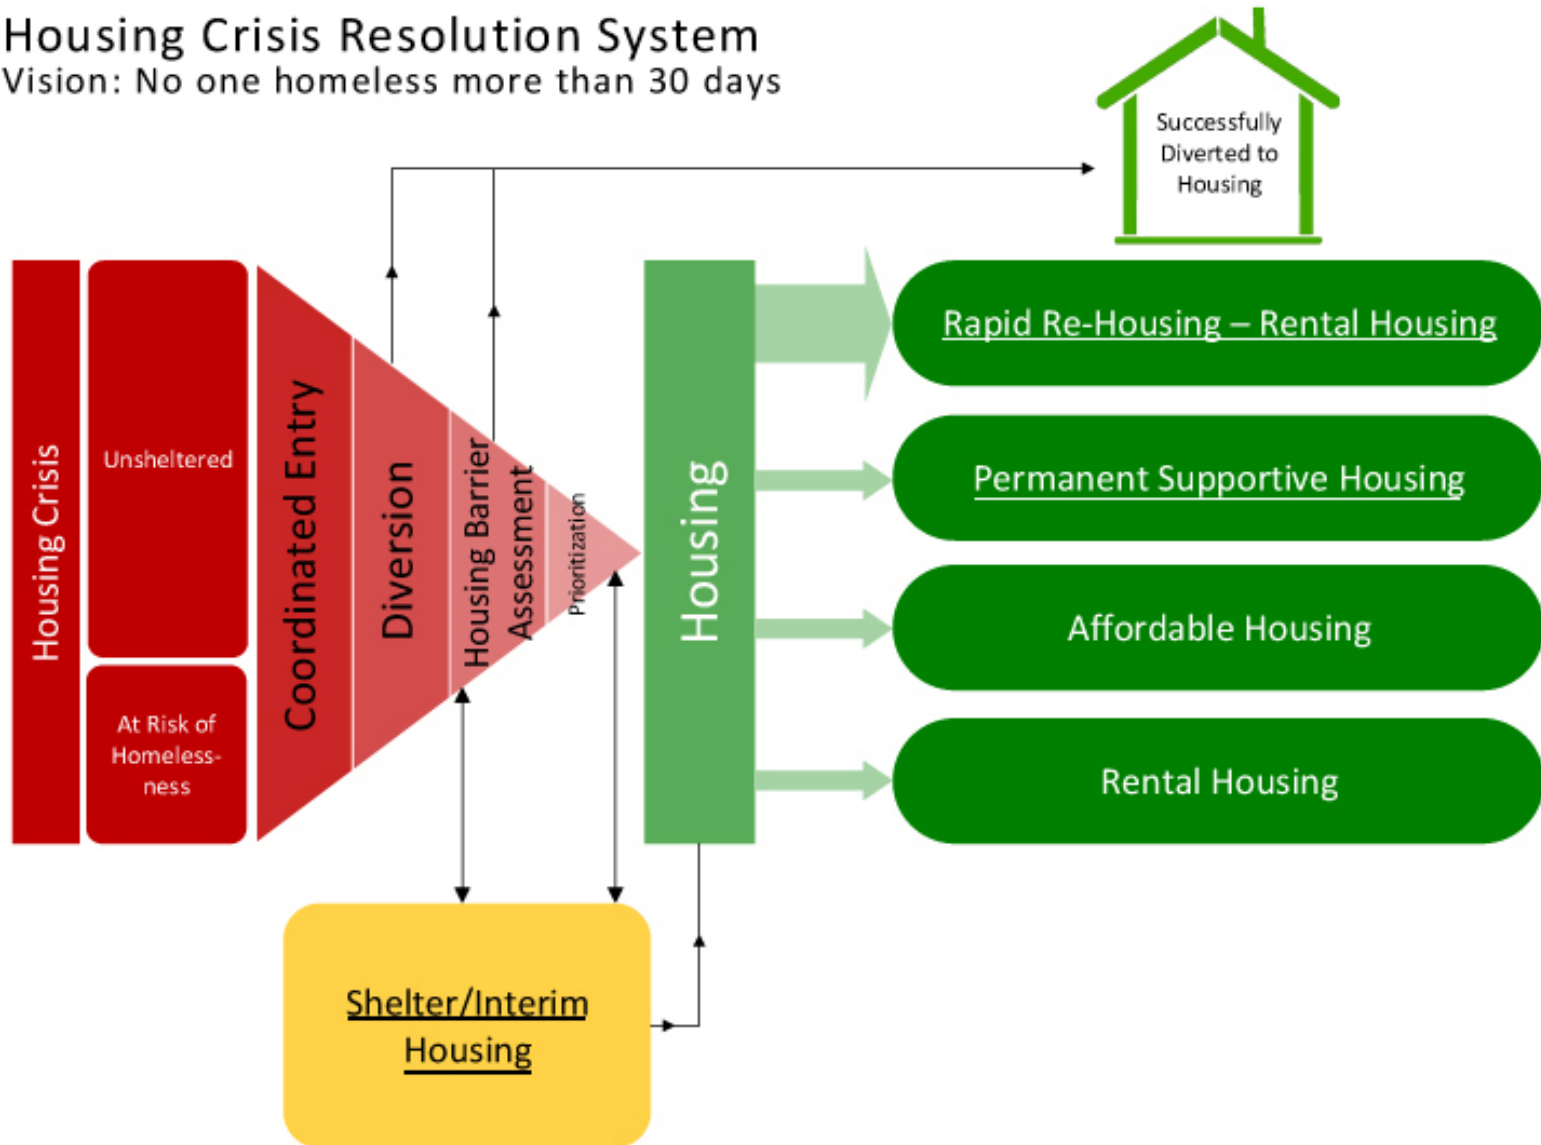 Housing Crisis Resolution System
Vision: No one homeless more than 30 days
Successfully
Diverted to
Housing
Housing Crisis
Unsheltered
At Risk of
Homeless-
ness
Coordinated Entry
Diversion
Housing Barrier
Assessment
Prioritization
Housing
Rapid Re-Housing – Rental Housing
Permanent Supportive Housing
Affordable Housing
Rental Housing
Shelter/Interim
Housing